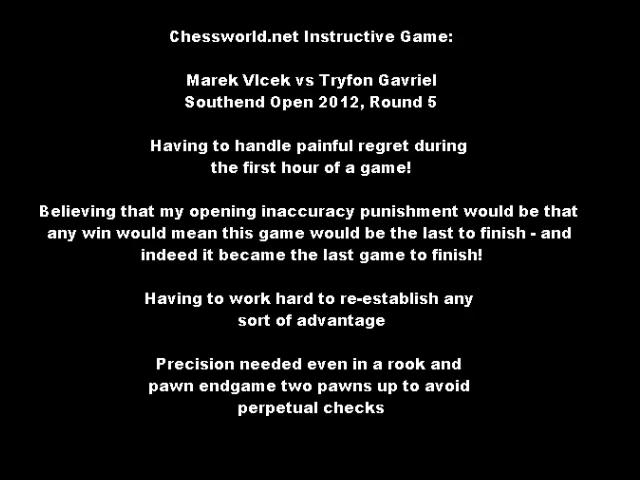 Chessworld.net Instructive Game:
Marek Vlcek vs Tryfon Gavriel
Southend Open 2012, Round 5
Having to handle painful regret during
the first hour of a game!
Believing that my opening inaccuracy punishment would be that
any win would mean this game would be the last to finish - and
indeed it became the last game to finish!
Having to work hard to re-establish any
sort of advantage
Precision needed even in a rook and
pawn endgame two pawns up to avoid
perpetual checks